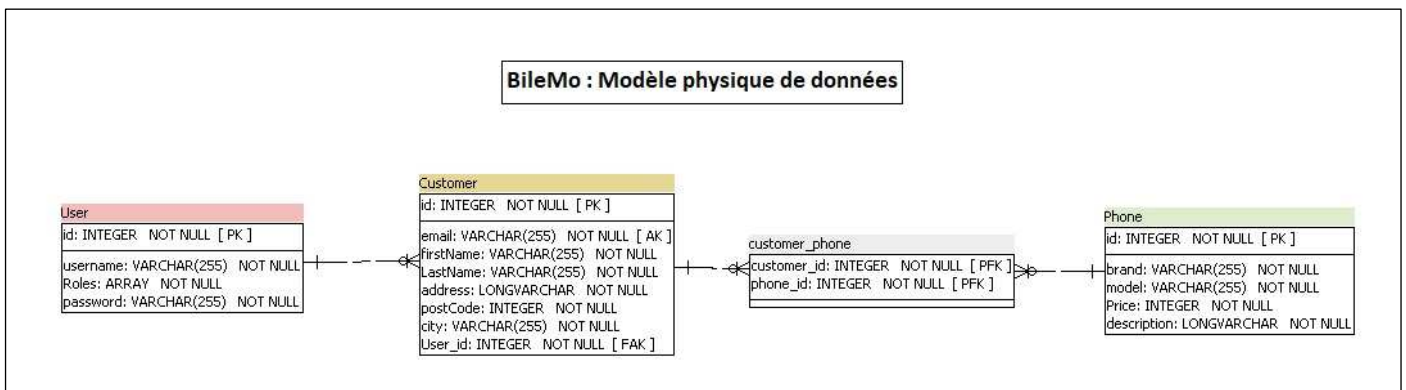 BileMo : Modèle physique de données
User
id: INTEGER NOT NULL [ PK ]
username: VARCHAR(255) NOT NULL
Roles: ARRAY NOT NULL
password: VARCHAR(255) NOT NULL
Customer
id: INTEGER NOT NULL [ PK ]
email: VARCHAR(255) NOT NULL [ AK ]
firstName: VARCHAR(255) NOT NULL
LastName: VARCHAR(255) NOT NULL
address: LONGVARCHAR NOT NULL
postCode: INTEGER NOT NULL
city: VARCHAR(255) NOT NULL
User_id: INTEGER NOT NULL [ FAK ]
customer_phone
customer_id: INTEGER NOT NULL [ PFK ]
phone_id: INTEGER NOT NULL [ PFK ]
Phone
id: INTEGER NOT NULL [ PK ]
brand: VARCHAR(255) NOT NULL
model: VARCHAR(255) NOT NULL
Price: INTEGER NOT NULL
description: LONGVARCHAR NOT NULL